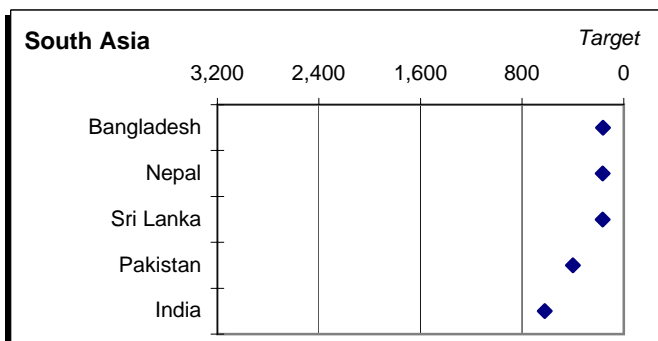 South Asia
Target
3,200 2,400 1,600 800 0
Bangladesh
Nepal
Sri Lanka
Pakistan
India